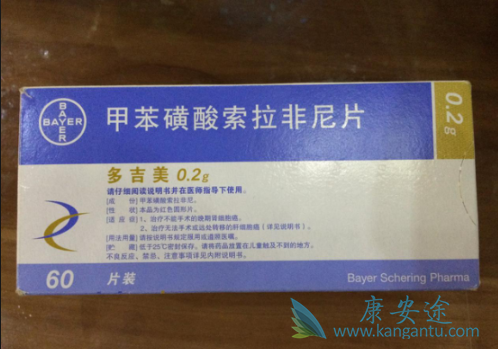 BAYER
BAYER
甲苯磺酸索拉非尼片
0.2g
多吉美 0.2g
请仔细阅读说明书并在医师指导下使用。
[成 份] 甲苯磺酸索拉非尼。
[性 状] 本品为红色圆形片。
[适 应 症] 1、治疗不能手术的晚期肾细胞癌。
2、治疗无法手术或远处转移的肝细胞癌（详见说明书）。
[用法用量] 请按说明书规定服用或遵照医嘱。
[贮 藏] 低于25℃密封保存。请将药品放置在儿童触及不到的地方。
不良反应、禁忌、注意事项详见内附说明书。
60 片装
Bayer Schering Pharma
康安途
www.kangantu.com